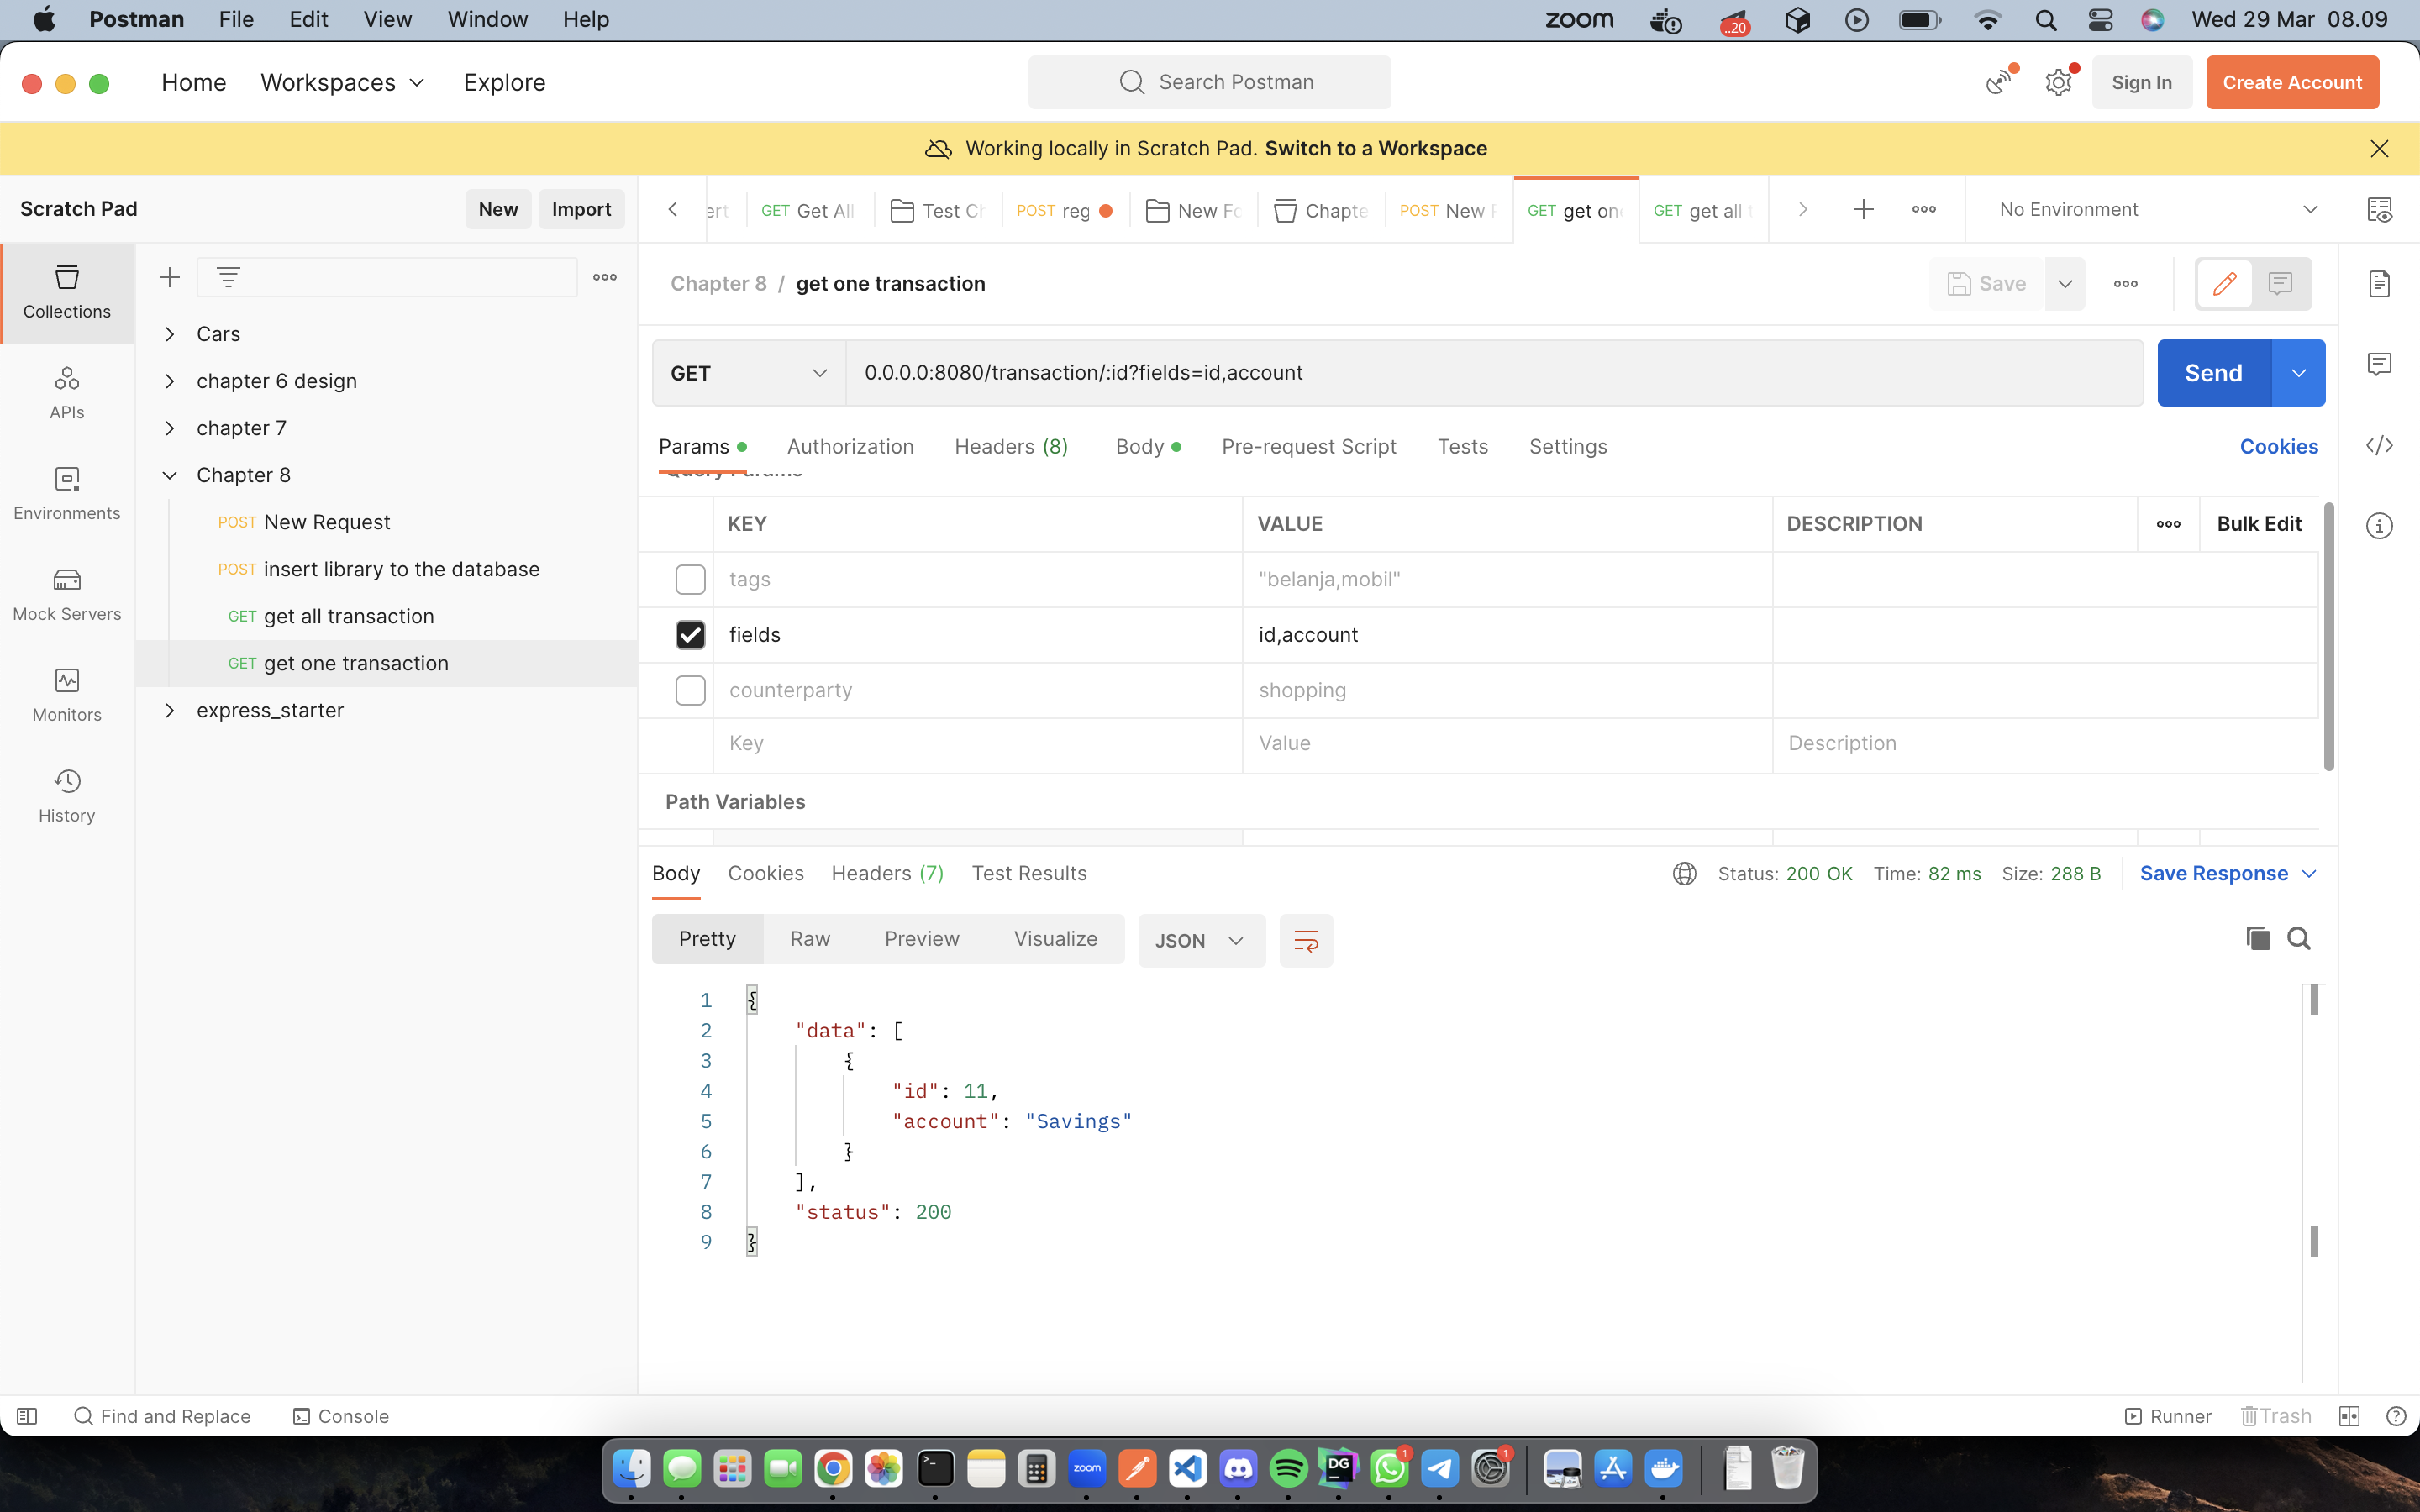 Postman File Edit View Window Help
zoom ..20 Wed 29 Mar 08.09
Home Workspaces Explore
Search Postman
Sign In Create Account
Working locally in Scratch Pad. Switch to a Workspace
Scratch Pad New Import
GET Get All Test Ch POST reg New Fo Chapte POST New GET get on GET get all No Environment
Collections
APIs
Environments
Mock Servers
Monitors
History
Cars
chapter 6 design
chapter 7
Chapter 8
POST New Request
POST insert library to the database
GET get all transaction
GET get one transaction
express_starter
Chapter 8 / get one transaction
Save
GET 0.0.0.0:8080/transaction/:id?fields=id,account Send
Params Authorization Headers (8) Body Pre-request Script Tests Settings Cookies
Query Params
KEY VALUE DESCRIPTION Bulk Edit
tags "belanja,mobil"
fields id,account
counterparty shopping
Key Value Description
Path Variables
Body Cookies Headers (7) Test Results Status: 200 OK Time: 82 ms Size: 288 B Save Response
Pretty Raw Preview Visualize JSON
1 {
2 "data": [
3 {
4 "id": 11,
5 "account": "Savings"
6 }
7 ],
8 "status": 200
9 }
Find and Replace Console Runner Trash
zoom DG 1 1